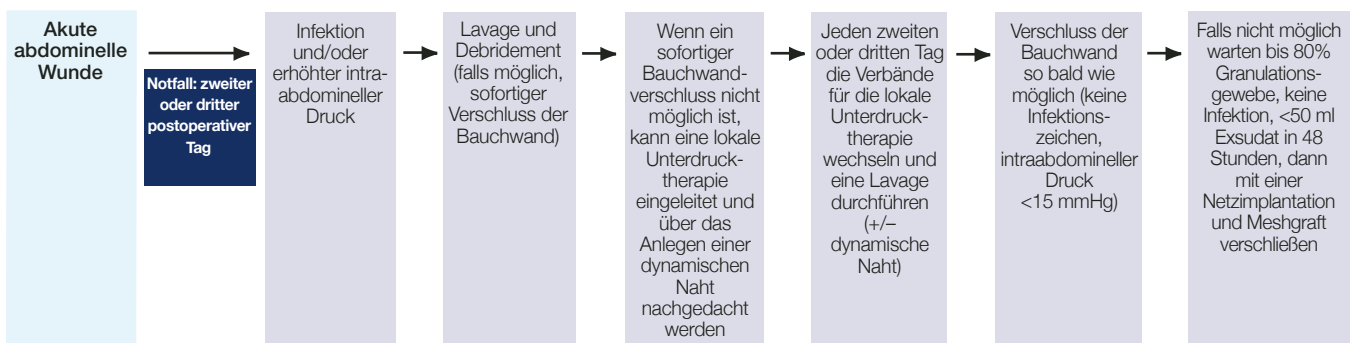 Akute
abdominelle
Wunde
Notfall: zweiter
oder dritter
postoperativer
Tag
Infektion
und/oder
erhöhter intra-
abdomineller
Druck
Lavage und
Debridement
(falls möglich,
sofortiger
Verschluss der
Bauchwand)
Wenn ein
sofortiger
Bauchwand-
verschluss nicht
möglich ist,
kann eine lokale
Unterdruck-
therapie
eingeleitet und
über das
Anlegen einer
dynamischen
Naht
nachgedacht
werden
Jeden zweiten
oder dritten Tag
die Verbände
für die lokale
Unterdruck-
therapie
wechseln und
eine Lavage
durchführen
(+/–
dynamische
Naht)
Verschluss der
Bauchwand
so bald wie
möglich (keine
Infektions-
zeichen,
intraabdomineller
Druck
<15 mmHg)
Falls nicht möglich
warten bis 80%
Granulations-
gewebe, keine
Infektion, <50 ml
Exsudat in 48
Stunden, dann
mit einer
Netzimplantation
und Meshgraft
verschließen